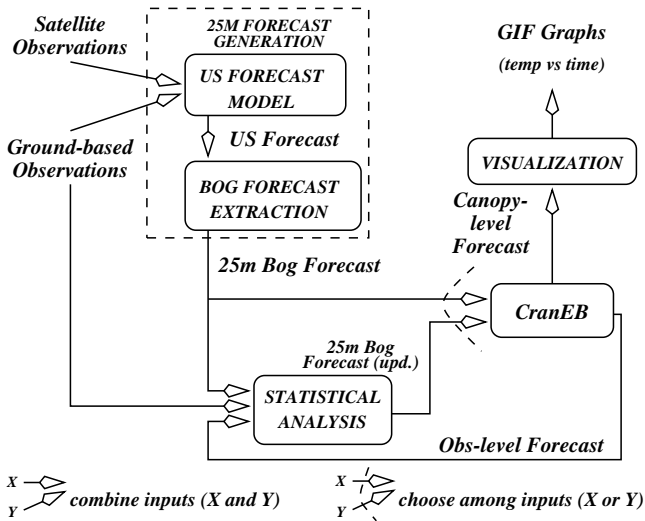 Satellite
Observations
25M FORECAST
GENERATION
US FORECAST
MODEL
US Forecast
Ground-based
Observations
BOG FORECAST
EXTRACTION
25m Bog Forecast
GIF Graphs
(temp vs time)
VISUALIZATION
Canopy-
level
Forecast
CranEB
25m Bog
Forecast (upd.)
STATISTICAL
ANALYSIS
Obs-level Forecast
X
Y
combine inputs (X and Y)
X
Y
choose among inputs (X or Y)